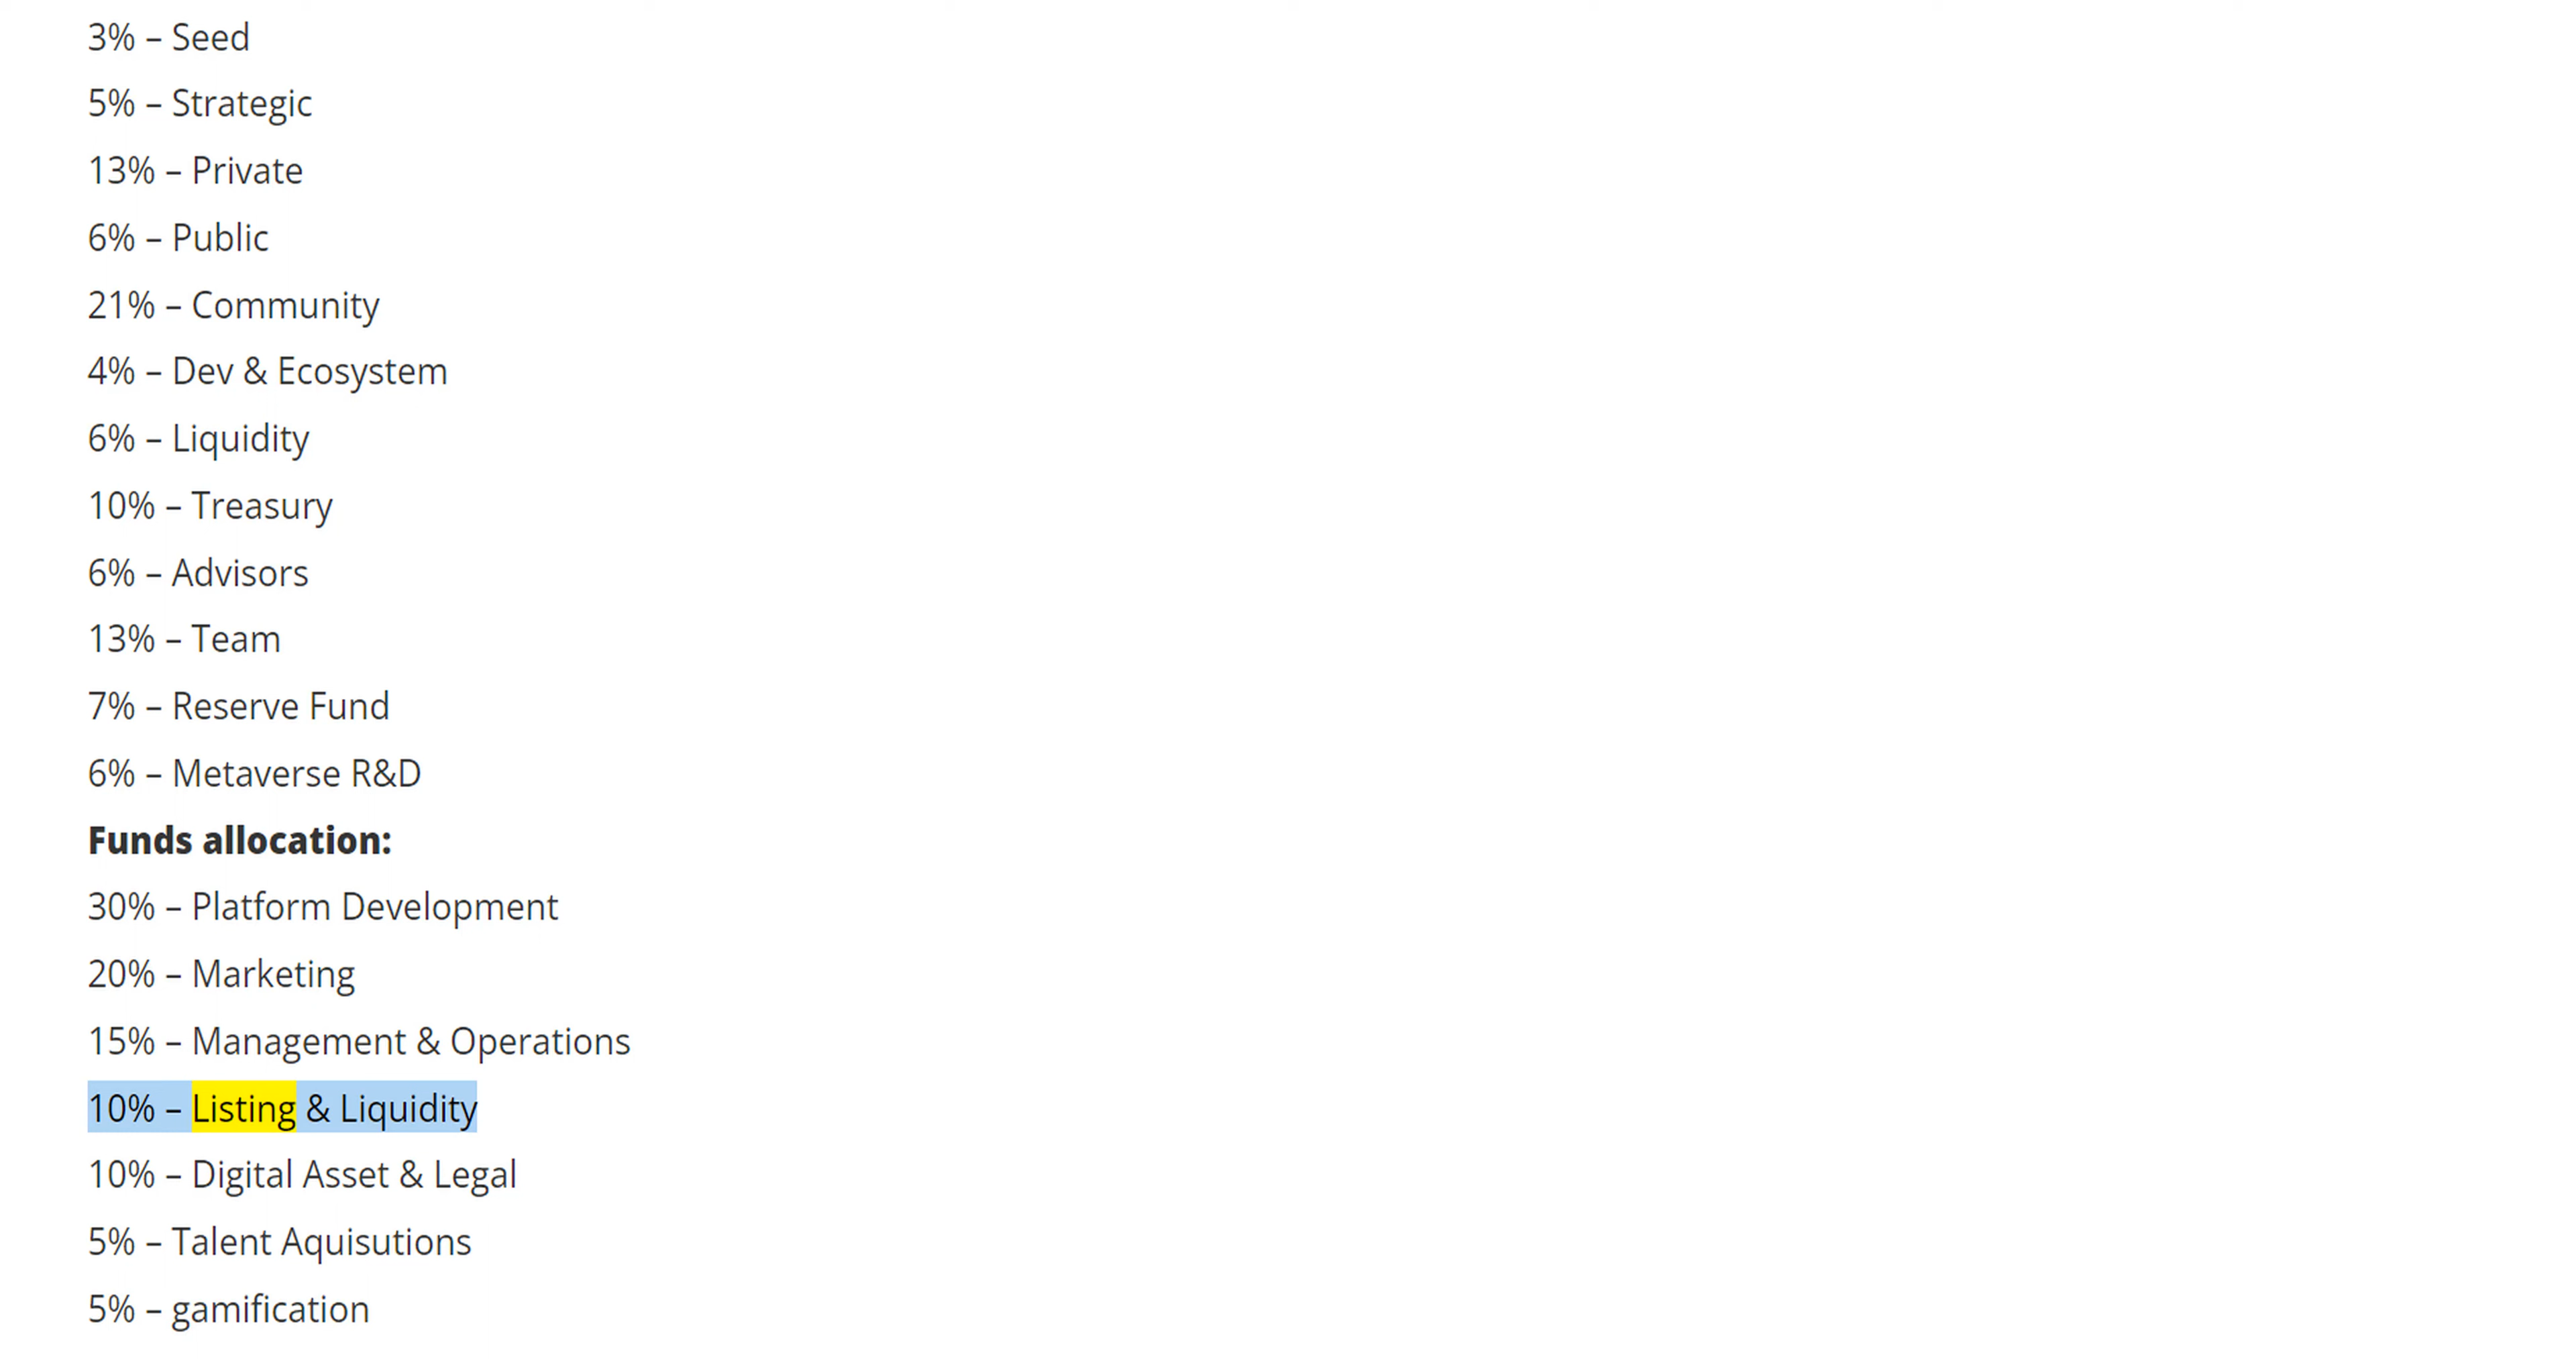 3% – Seed
5% – Strategic
13% – Private
6% – Public
21% – Community
4% – Dev & Ecosystem
6% – Liquidity
10% – Treasury
6% – Advisors
13% – Team
7% – Reserve Fund
6% – Metaverse R&D
Funds allocation:
30% – Platform Development
20% – Marketing
15% – Management & Operations
10% – Listing & Liquidity
10% – Digital Asset & Legal
5% – Talent Aquisutions
5% – gamification